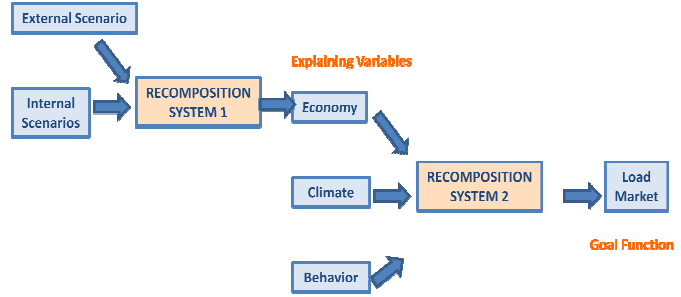 External Scenario
Explaining Variables
Internal
Scenarios
RECOMPOSITION
SYSTEM 1
Economy
Climate
RECOMPOSITION
SYSTEM 2
Load
Market
Goal Function
Behavior